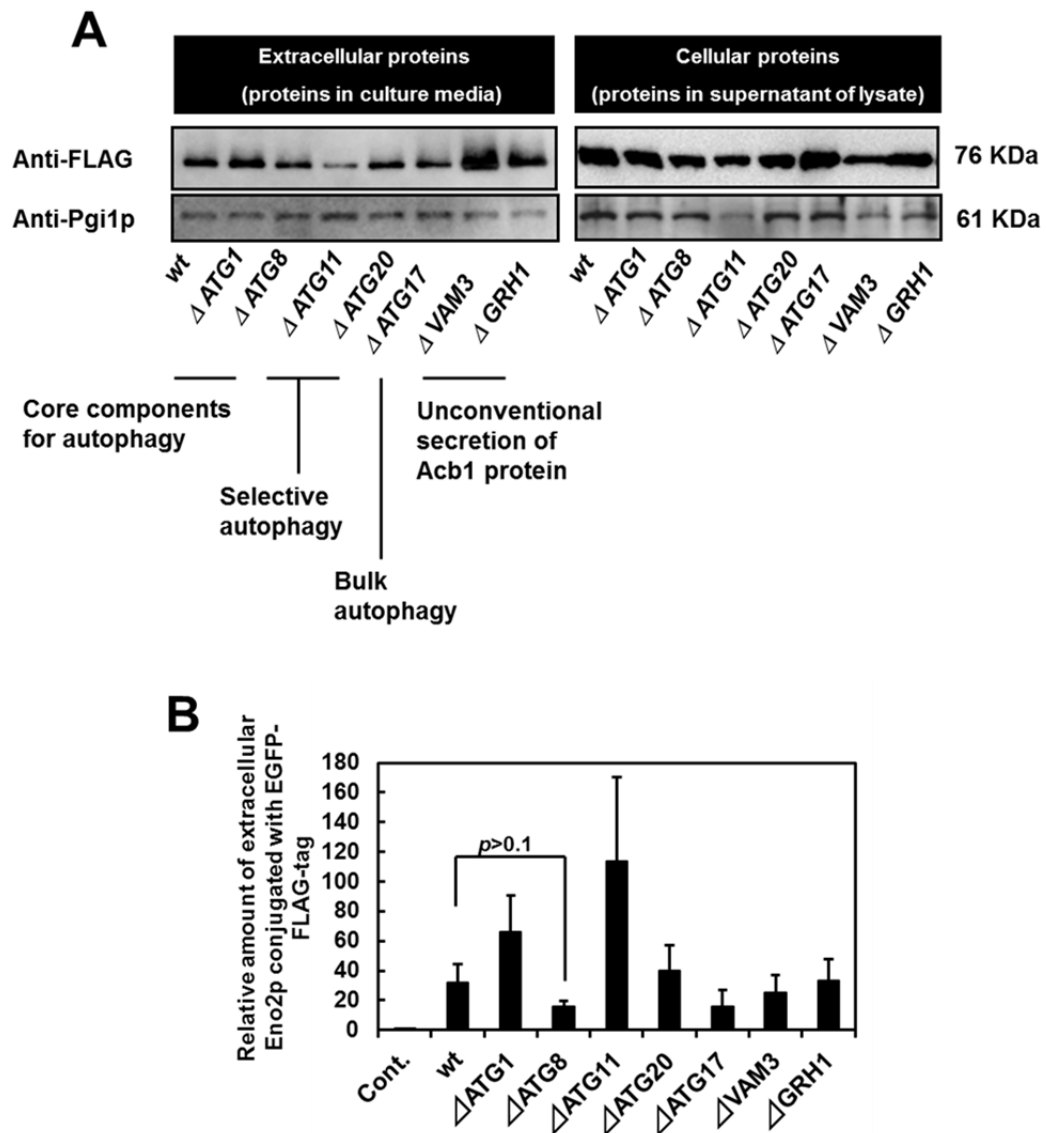 A
Extracellular proteins
(proteins in culture media)
Cellular proteins
(proteins in supernatant of lysate)
Anti-FLAG
76 KDa
Anti-Pgi1p
61 KDa
wt
Δ ATG1
Δ ATG8
Δ ATG11
Δ ATG20
Δ ATG17
Δ VAM3
Δ GRH1
wt
Δ ATG1
Δ ATG8
Δ ATG11
Δ ATG20
Δ ATG17
Δ VAM3
Δ GRH1
Core components
for autophagy
Unconventional
secretion of
Acb1 protein
Selective
autophagy
Bulk
autophagy
B
Relative amount of extracellular
Eno2p conjugated with EGFP-
FLAG-tag
180
160
140
120
100
80
60
40
20
0
p>0.1
Cont.
wt
ΔATG1
ΔATG8
ΔATG11
ΔATG20
ΔATG17
ΔVAM3
ΔGRH1